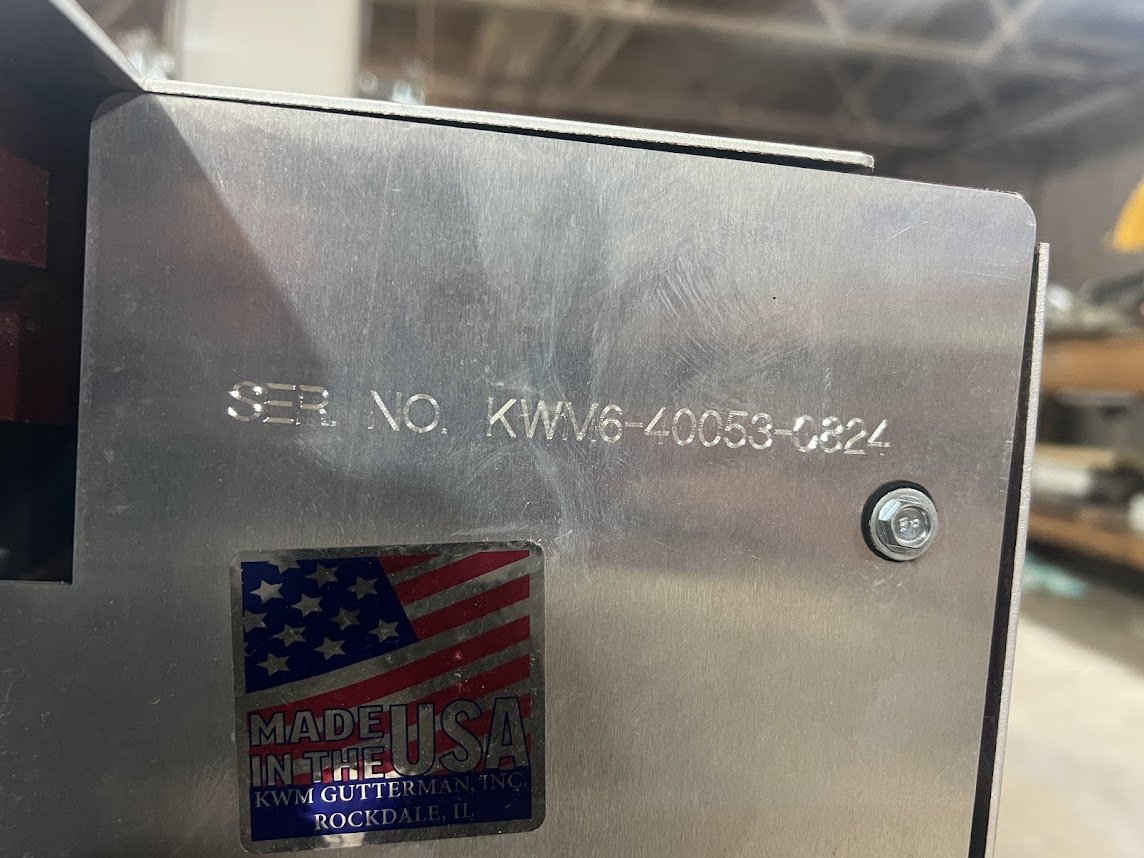 SER. NO. KWM6-40053-0824
MADE
IN THE USA
KWM GUTTERMAN, INC.
ROCKDALE, IL